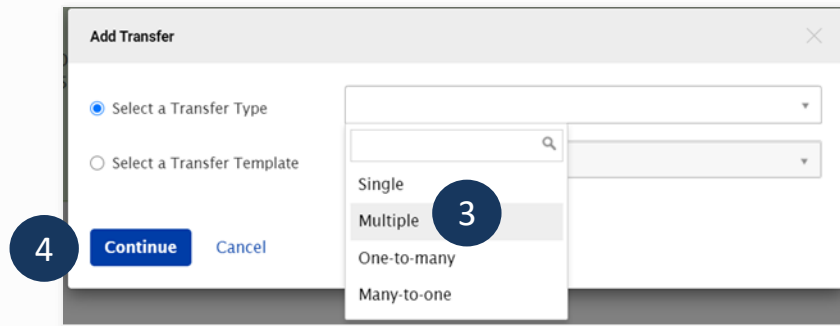 Add Transfer
Select a Transfer Type
Select a Transfer Template
Single
Multiple
3
One-to-many
Many-to-one
4
Continue
Cancel